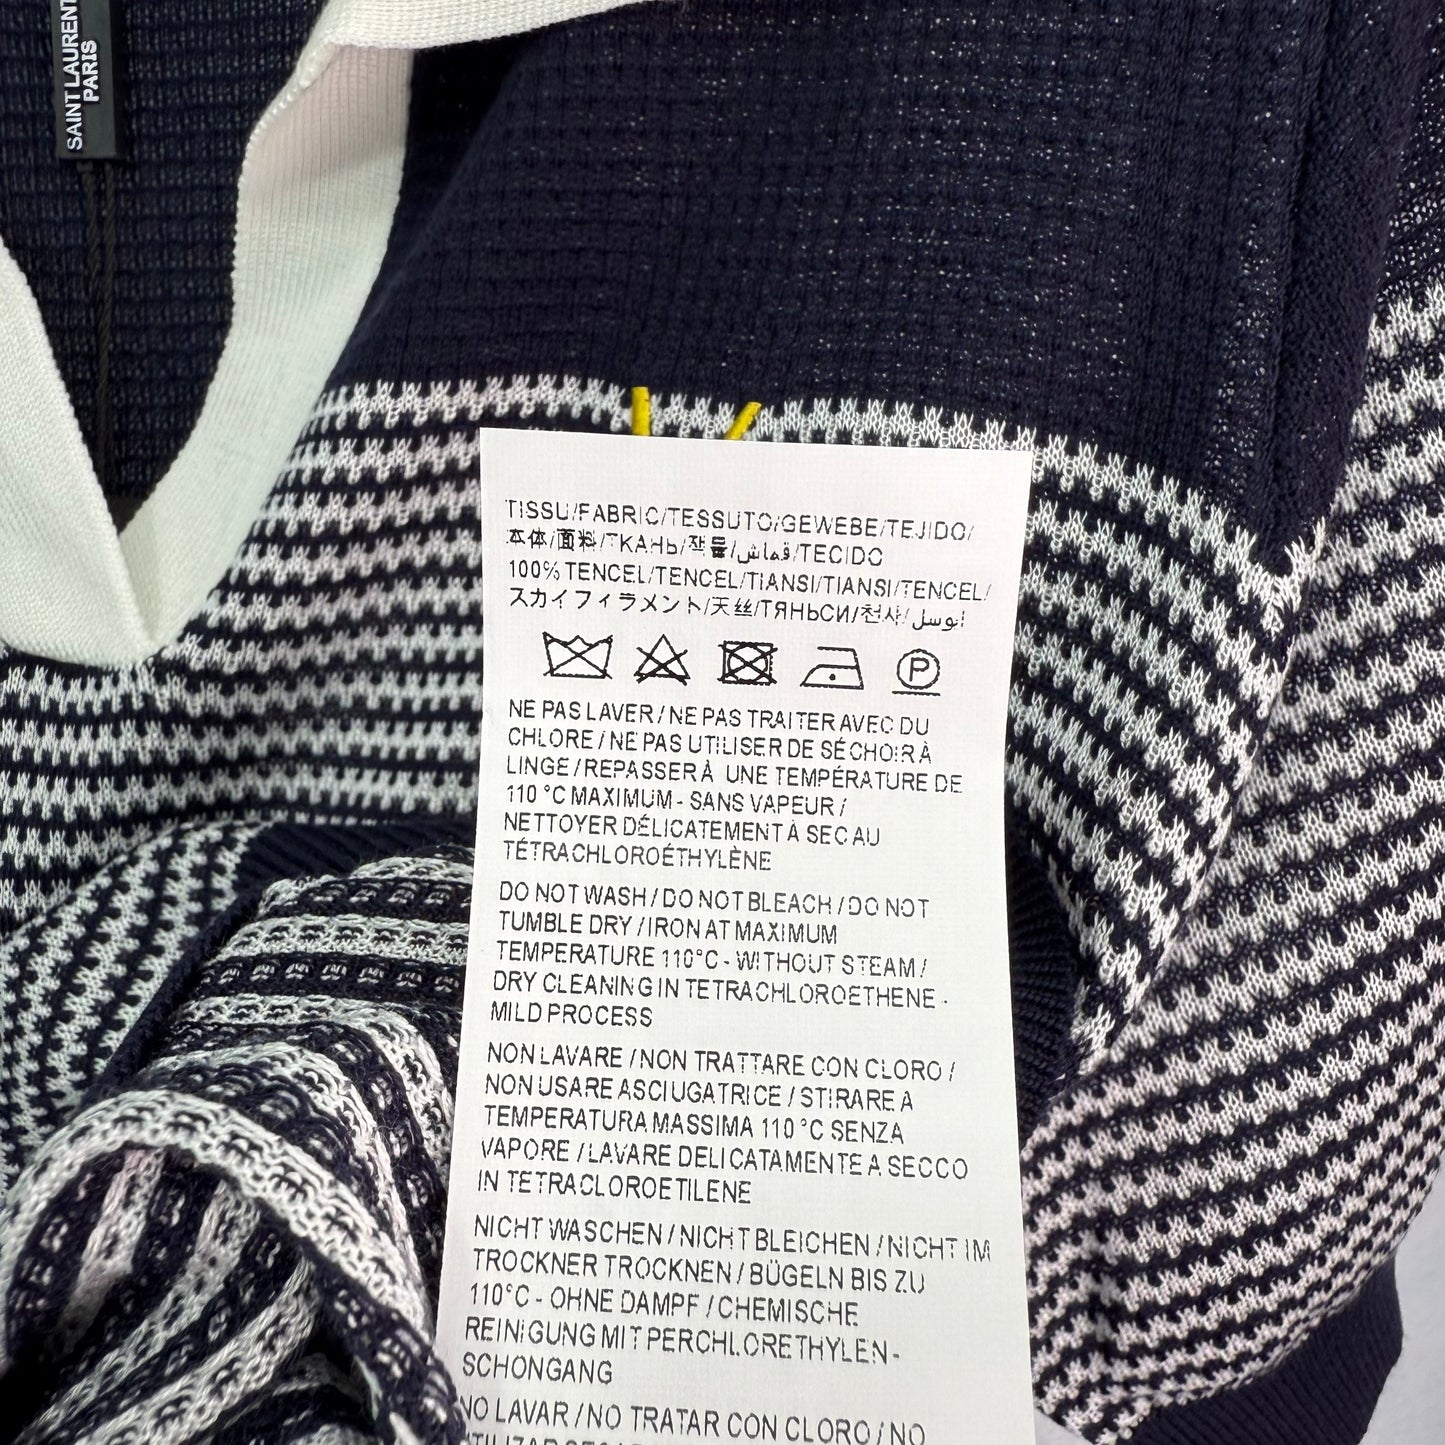 SAINT LAURENT
PARIS
TISSU/FABRIC/TESSUTO/GEWEBE/TEJIDO/
本体/面料/TKAHb/직물/قماش/TECIDO
100% TENCEL/TENCEL/TIANSI/TIANSI/TENCEL/
スカイフィラメント/天丝/ТЯНЬСИ/천사/انوسل
P
NE PAS LAVER / NE PAS TRAITER AVEC DU
CHLORE / NE PAS UTILISER DE SÉCHOIR À
LINGE / REPASSER À UNE TEMPÉRATURE DE
110 °C MAXIMUM - SANS VAPEUR /
NETTOYER DÉLICATEMENT À SEC AU
TÉTRACHLOROÉTHYLÈNE
DO NOT WASH / DO NOT BLEACH / DO NOT
TUMBLE DRY / IRON AT MAXIMUM
TEMPERATURE 110°C - WITHOUT STEAM /
DRY CLEANING IN TETRACHLOROETHENE -
MILD PROCESS
NON LAVARE / NON TRATTARE CON CLORO /
NON USARE ASCIUGATRICE / STIRARE A
TEMPERATURA MASSIMA 110 °C SENZA
VAPORE / LAVARE DELICATAMENTE A SECCO
IN TETRACLOROETILENE
NICHT WASCHEN / NICHT BLEICHEN / NICHT IM
TROCKNER TROCKNEN / BÜGELN BIS ZU
110°C - OHNE DAMPF / CHEMISCHE
REINIGUNG MIT PERCHLORETHYLEN -
SCHONGANG
NO LAVAR / NO TRATAR CON CLORO / NO